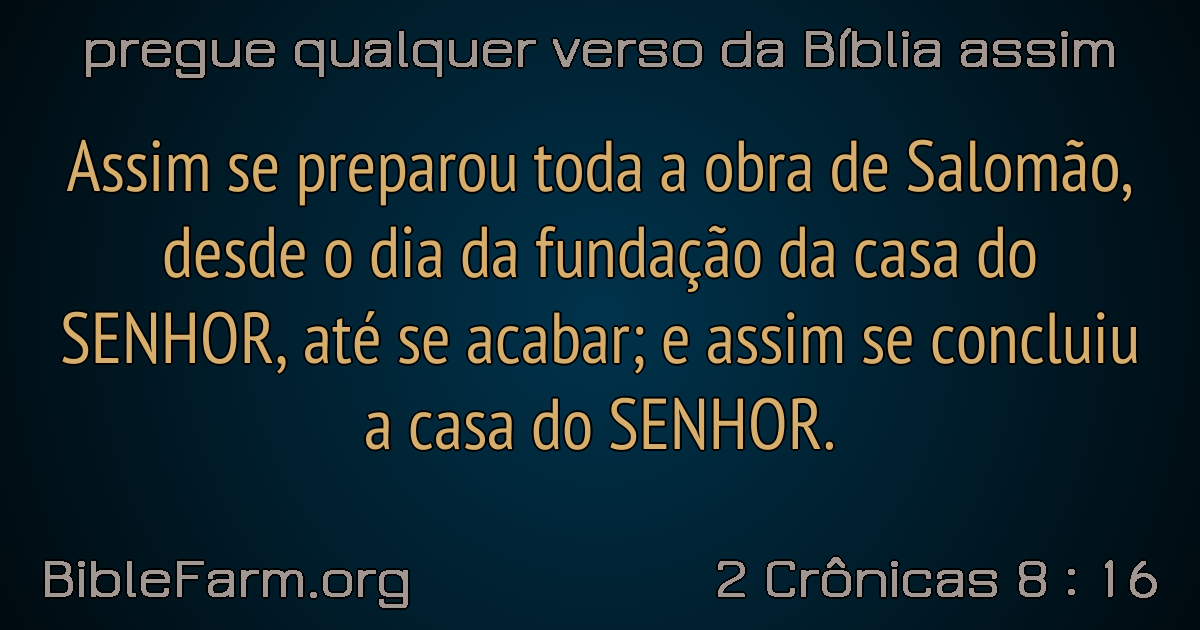 pregue qualquer verso da Bíblia assim
Assim se preparou toda a obra de Salomão,
desde o dia da fundação da casa do
SENHOR, até se acabar; e assim se concluiu
a casa do SENHOR.
BibleFarm.org
2 Crônicas 8 : 16